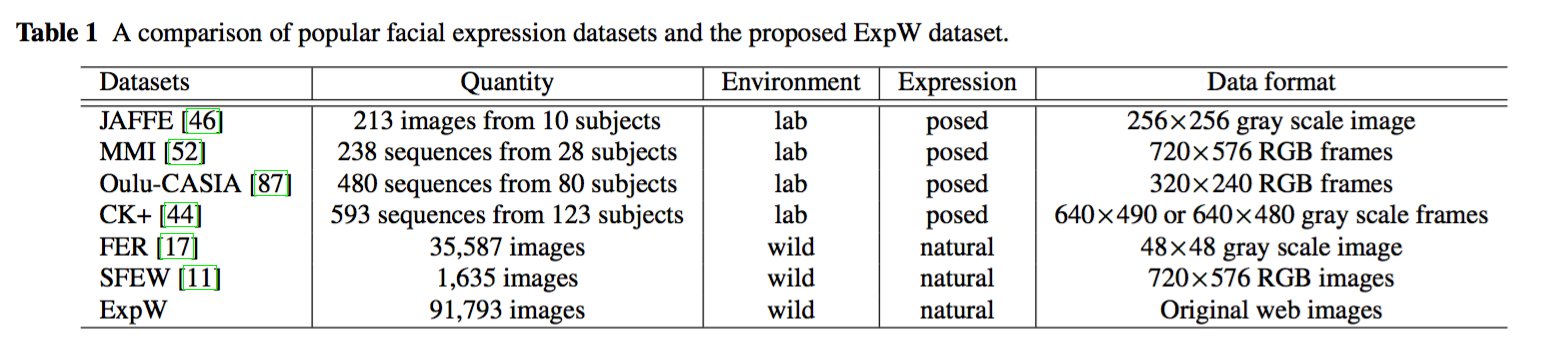 Table 1 A comparison of popular facial expression datasets and the proposed ExpW dataset.
Datasets Quantity Environment Expression Data format
JAFFE [46] 213 images from 10 subjects lab posed 256×256 gray scale image
MMI [52] 238 sequences from 28 subjects lab posed 720×576 RGB frames
Oulu-CASIA [87] 480 sequences from 80 subjects lab posed 320×240 RGB frames
CK+ [44] 593 sequences from 123 subjects lab posed 640×490 or 640×480 gray scale frames
FER [17] 35,587 images wild natural 48×48 gray scale image
SFEW [11] 1,635 images wild natural 720×576 RGB images
ExpW 91,793 images wild natural Original web images